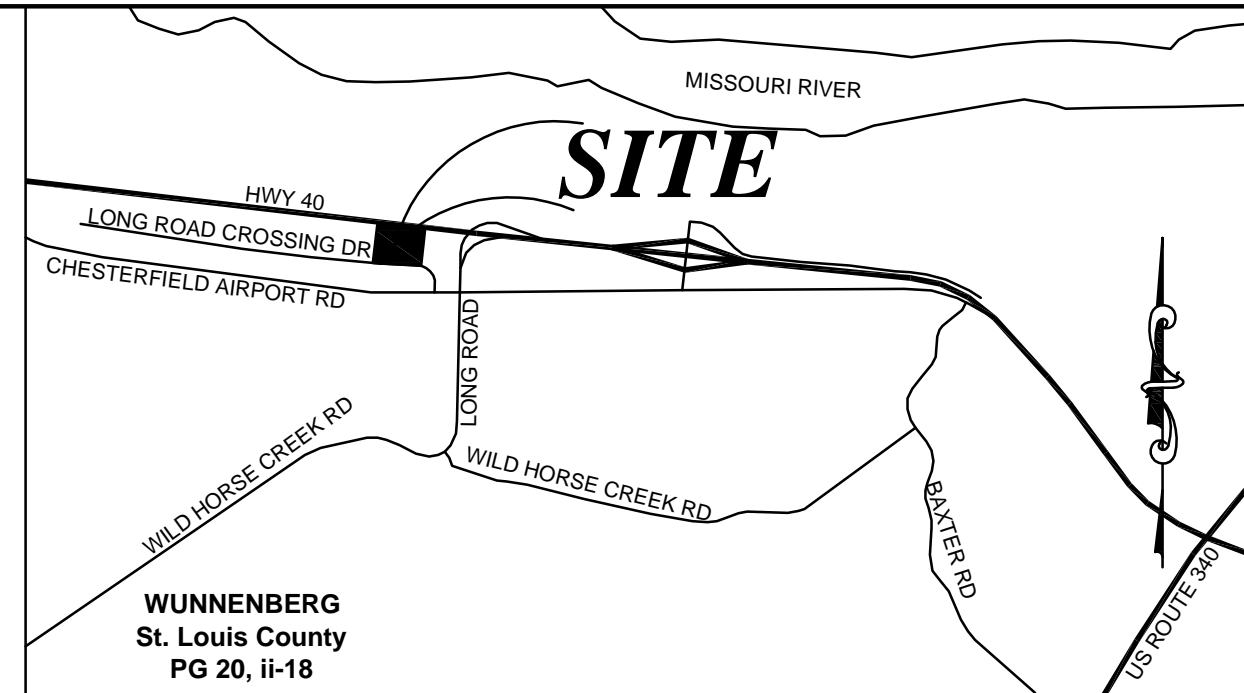 MISSOURI RIVER
SITE
HWY 40
LONG ROAD CROSSING DR
CHESTERFIELD AIRPORT RD
LONG ROAD
WILD HORSE CREEK RD
WILD HORSE CREEK RD
BAXTER RD
US ROUTE 340
WUNNENBERG
St. Louis County
PG 20, ii-18